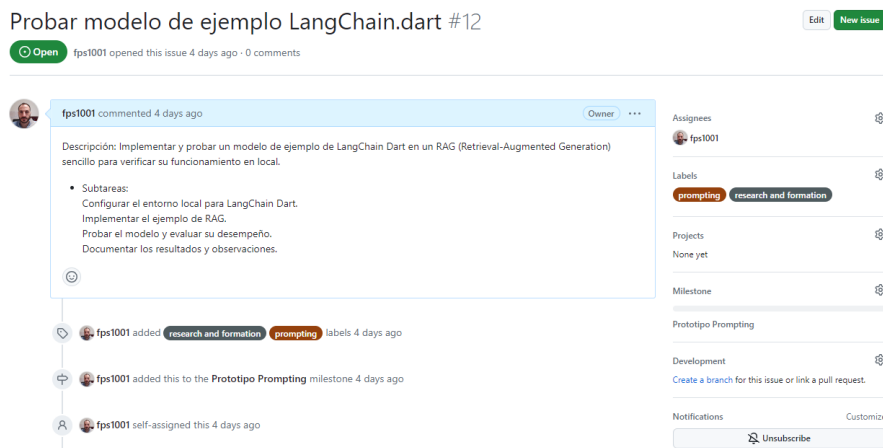 Probar modelo de ejemplo LangChain.dart #12
Edit
New issue
Open
fps1001 opened this issue 4 days ago · 0 comments
fps1001 commented 4 days ago
Owner
Descripción: Implementar y probar un modelo de ejemplo de LangChain Dart en un RAG (Retrieval-Augmented Generation)
sencillo para verificar su funcionamiento en local.
Subtareas:
Configurar el entorno local para LangChain Dart.
Implementar el ejemplo de RAG.
Probar el modelo y evaluar su desempeño.
Documentar los resultados y observaciones.
fps1001 added research and formation prompting labels 4 days ago
fps1001 added this to the Prototipo Prompting milestone 4 days ago
fps1001 self-assigned this 4 days ago
Assignees
fps1001
Labels
prompting research and formation
Projects
None yet
Milestone
Prototipo Prompting
Development
Create a branch for this issue or link a pull request.
Notifications
Customize
Unsubscribe